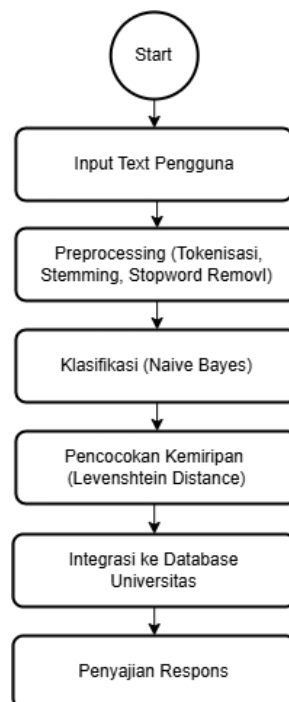 Start
Input Text Pengguna
Preprocessing (Tokenisasi,
Stemming, Stopword Removl)
Klasifikasi (Naive Bayes)
Pencocokan Kemiripan
(Levenshtein Distance)
Integrasi ke Database
Universitas
Penyajian Respons